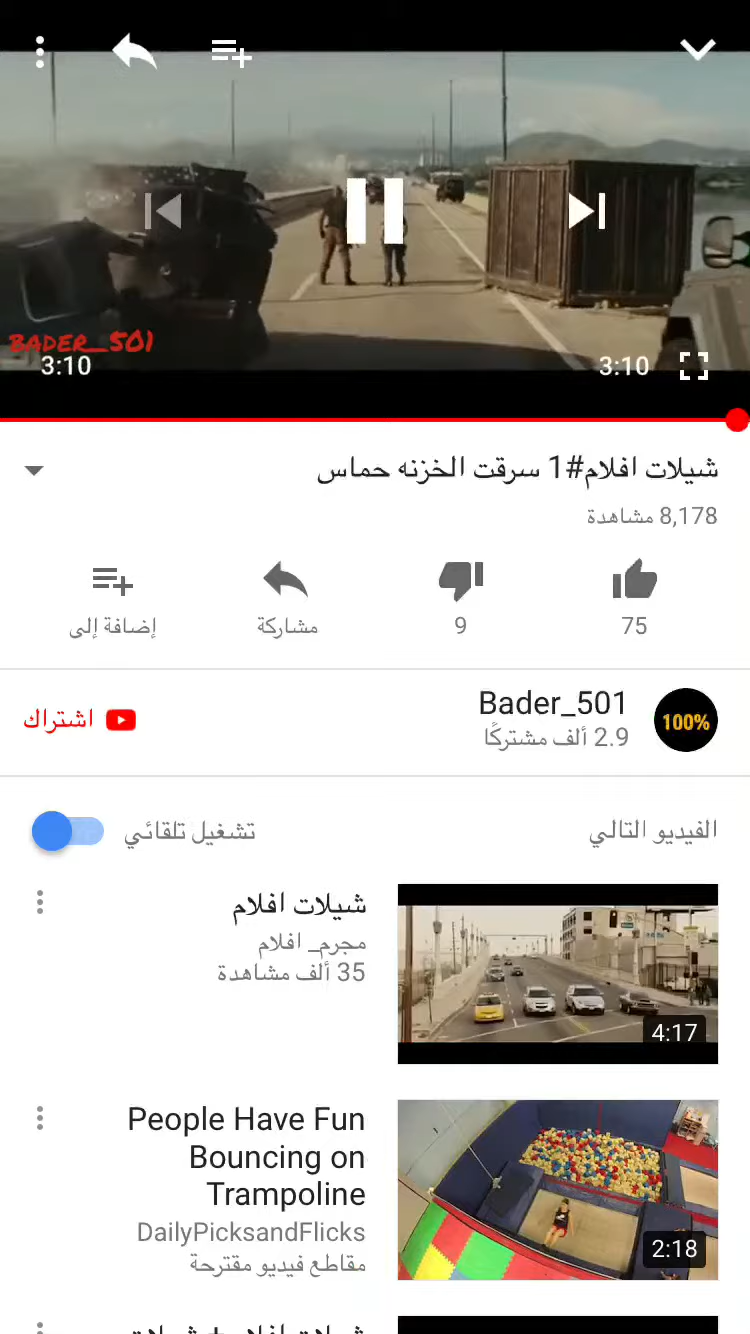 BADER_501
3:10
3:10
شيلات افلام#1 سرقت الخزنه حماس
8,178 مشاهدة
75
9
مشاركة
إضافة إلى
100%
Bader_501
2.9 ألف مشتركًا
اشتراك
الفيديو التالي
تشغيل تلقائي
شيلات افلام
مجرم_ افلام
35 ألف مشاهدة
4:17
People Have Fun
Bouncing on
Trampoline
DailyPicksandFlicks
مقاطع فيديو مقترحة
2:18